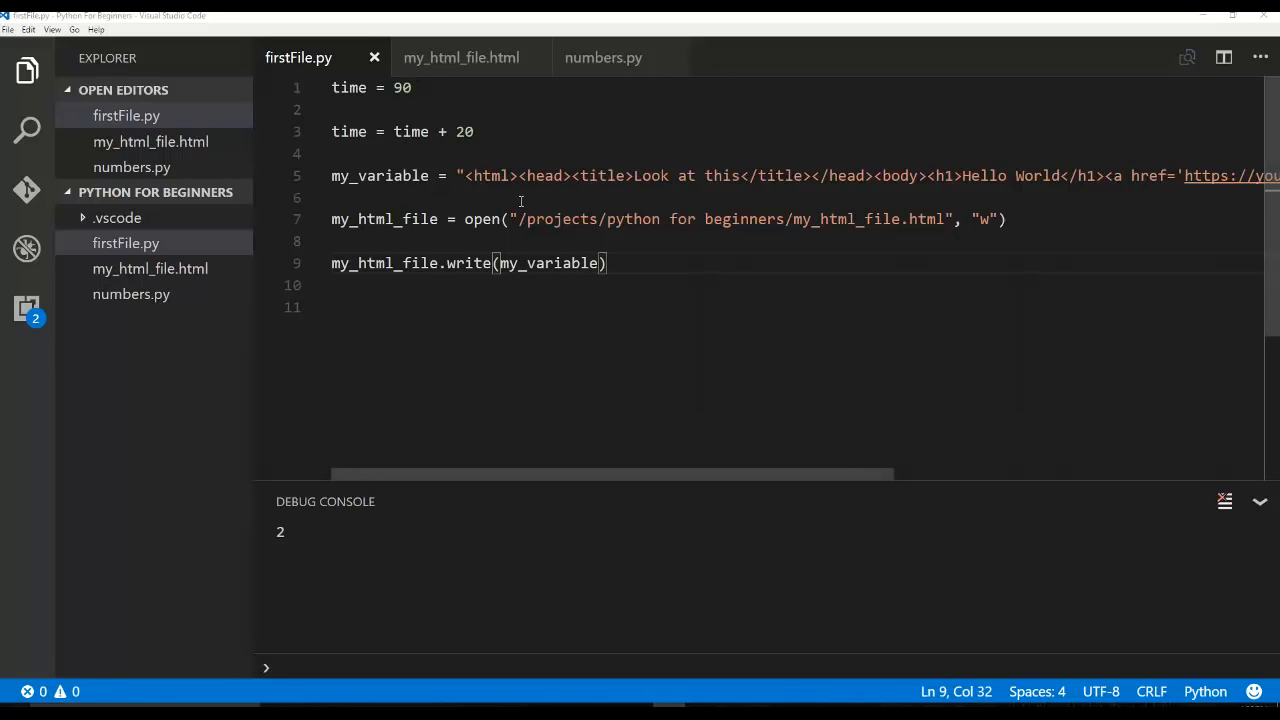 firstFile.py - Python For Beginners - Visual Studio Code
File Edit View Go Help
EXPLORER
OPEN EDITORS
firstFile.py
my_html_file.html
numbers.py
PYTHON FOR BEGINNERS
.vscode
firstFile.py
my_html_file.html
numbers.py
2
firstFile.py my_html_file.html numbers.py
1 time = 90
2
3 time = time + 20
4
5 my_variable = "<html><head><title>Look at this</title></head><body><h1>Hello World</h1><a href='https://you
6
7 my_html_file = open("/projects/python for beginners/my_html_file.html", "w")
8
9 my_html_file.write(my_variable)
10
11
DEBUG CONSOLE
2
0 0 Ln 9, Col 32 Spaces: 4 UTF-8 CRLF Python